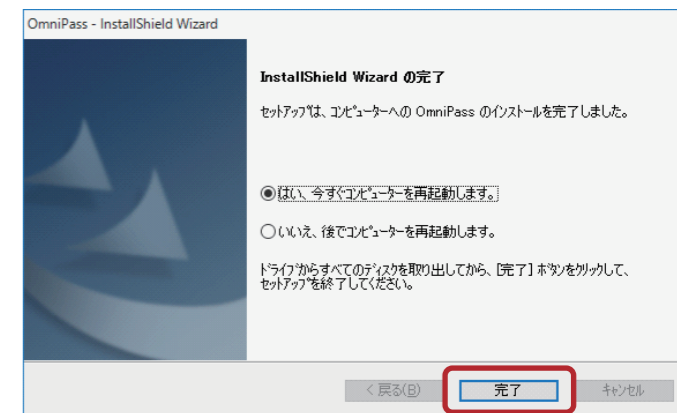 OmniPass - InstallShield Wizard
InstallShield Wizard の完了
セットアップは、コンピューターへの OmniPass のインストールを完了しました。
はい、今すぐコンピューターを再起動します。
いいえ、後でコンピューターを再起動します。
ドライブからすべてのディスクを取り出してから、[完了] ボタンをクリックして、
セットアップを終了してください。
< 戻る(B) 完了 キャンセル